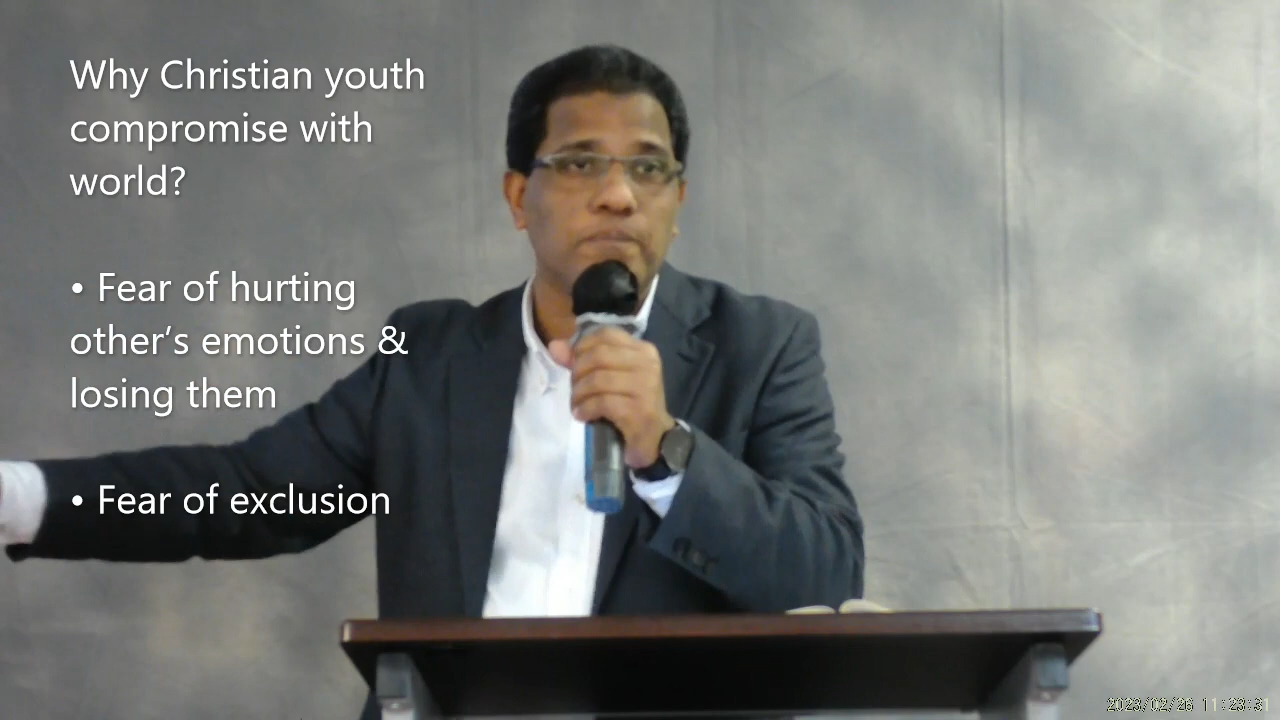 Why Christian youth
compromise with
world?
• Fear of hurting
other’s emotions &
losing them
• Fear of exclusion
2023/02/26 11:23:31